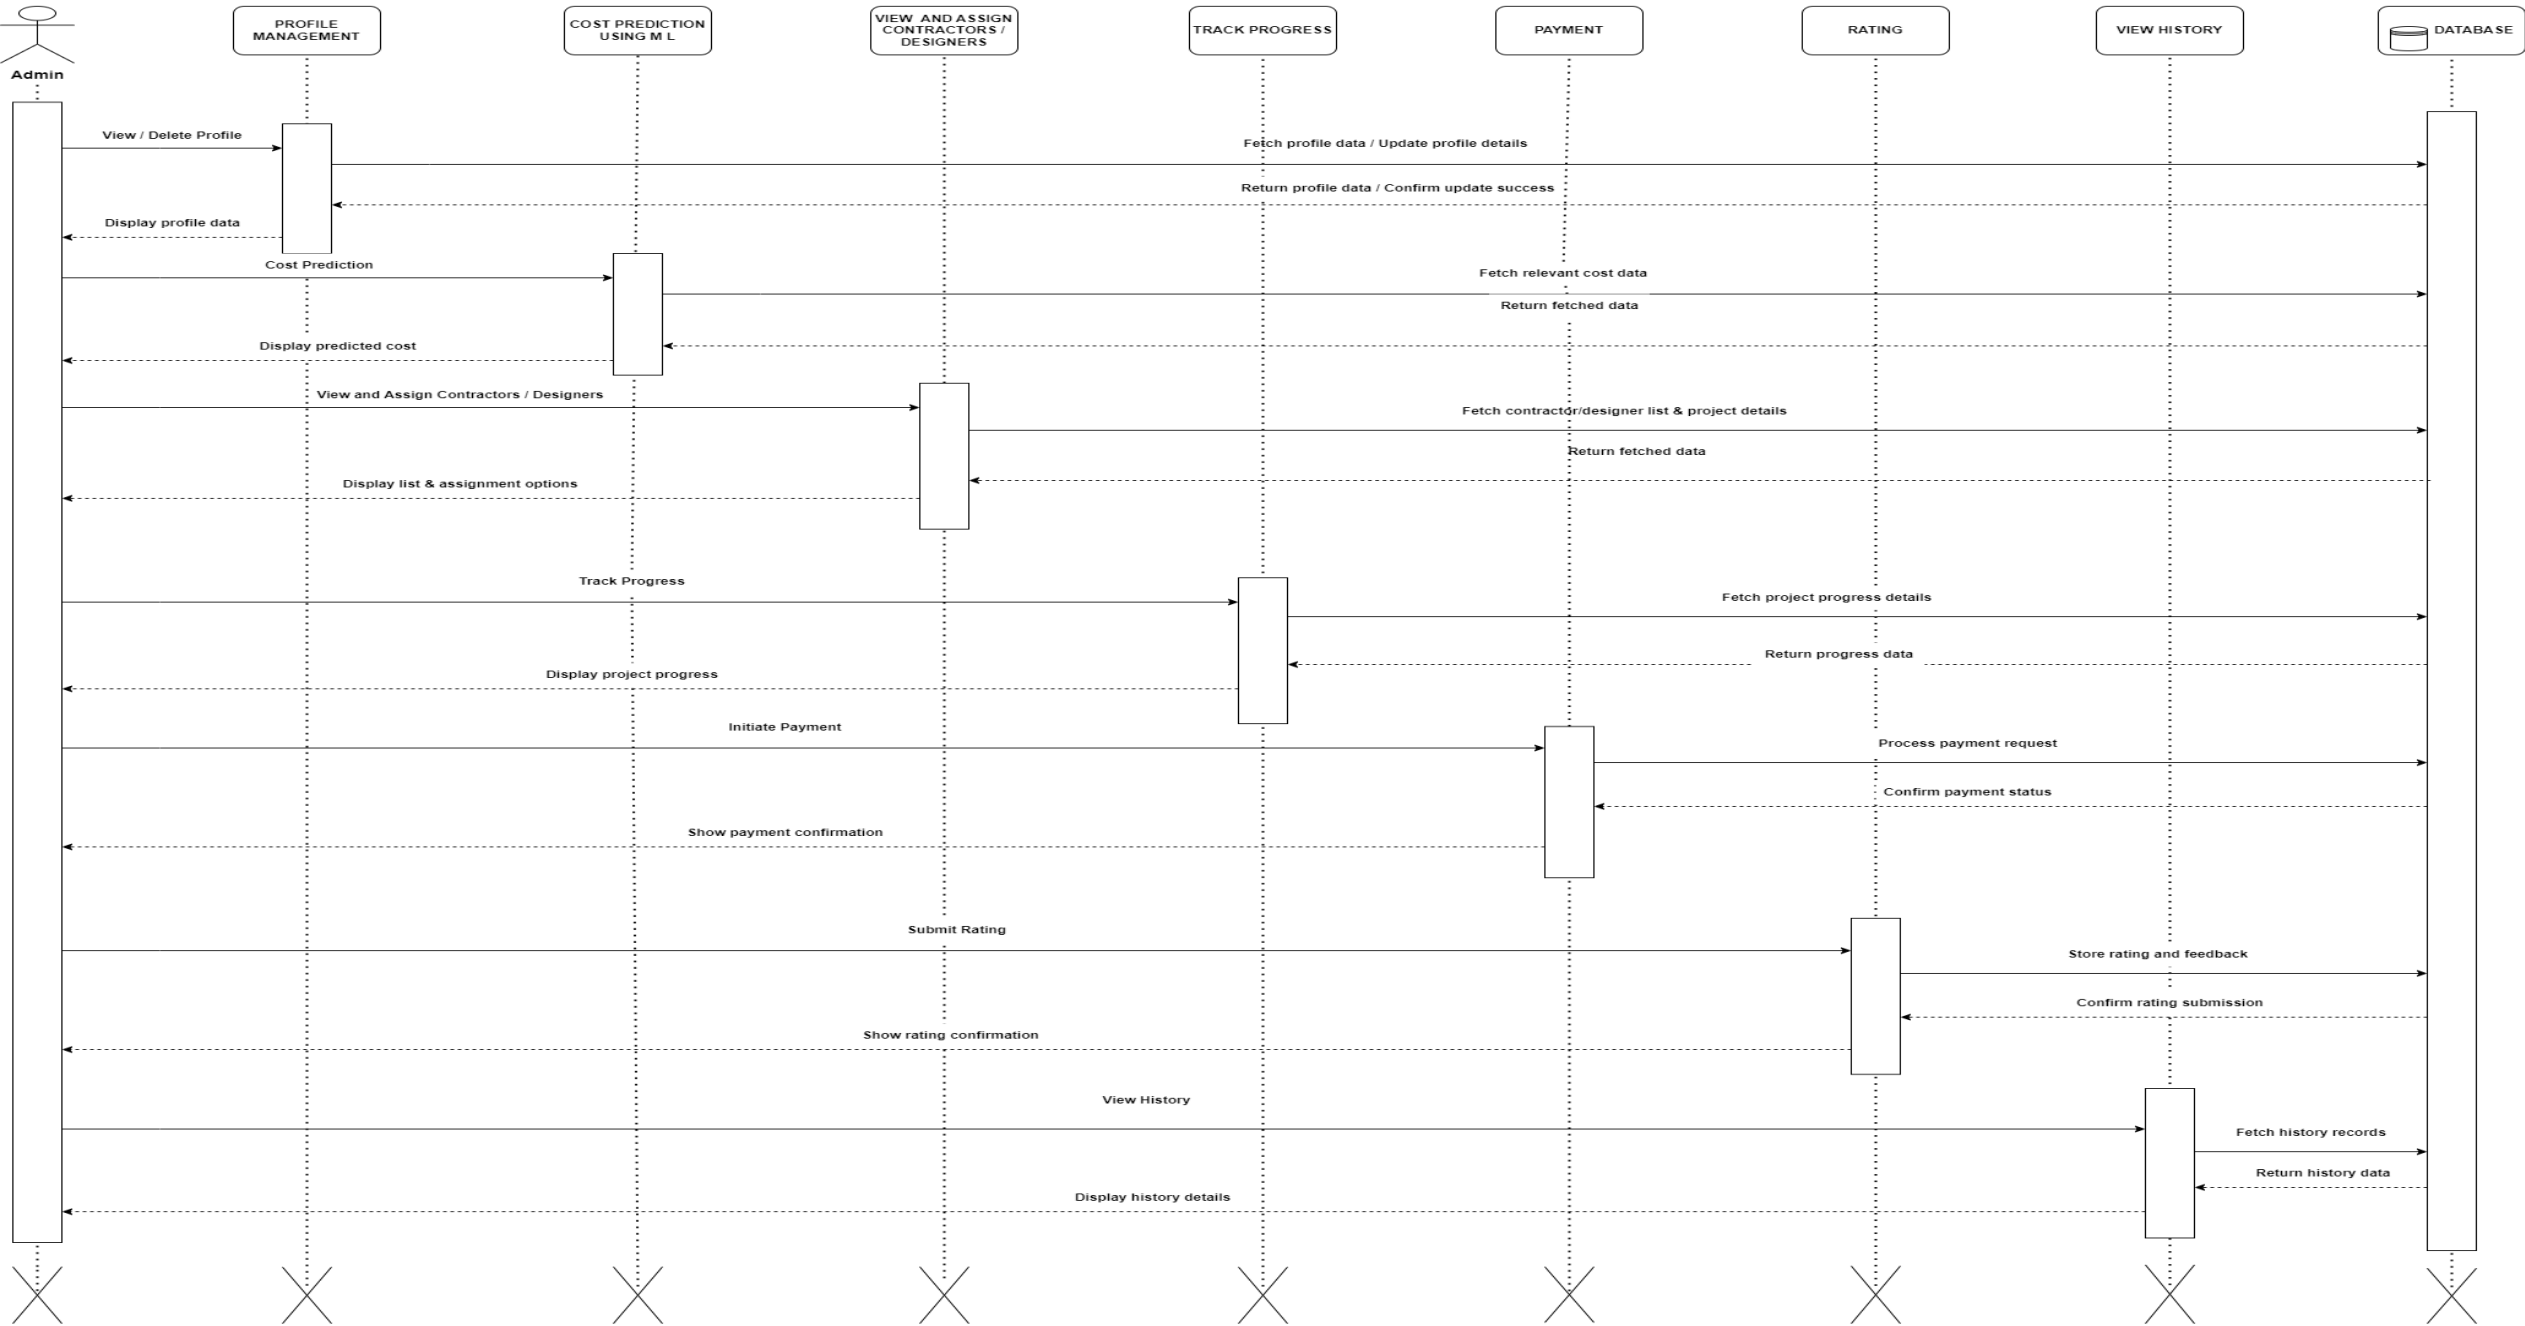 PROFILE
MANAGEMENT
COST PREDICTION
USING M L
VIEW AND ASSIGN
CONTRACTORS /
DESIGNERS
TRACK PROGRESS
PAYMENT
RATING
VIEW HISTORY
DATABASE
Admin
View / Delete Profile
Fetch profile data / Update profile details
Return profile data / Confirm update success
Display profile data
Cost Prediction
Fetch relevant cost data
Return fetched data
Display predicted cost
View and Assign Contractors / Designers
Fetch contractor/designer list & project details
Return fetched data
Display list & assignment options
Track Progress
Fetch project progress details
Return progress data
Display project progress
Initiate Payment
Process payment request
Confirm payment status
Show payment confirmation
Submit Rating
Store rating and feedback
Confirm rating submission
Show rating confirmation
View History
Fetch history records
Return history data
Display history details